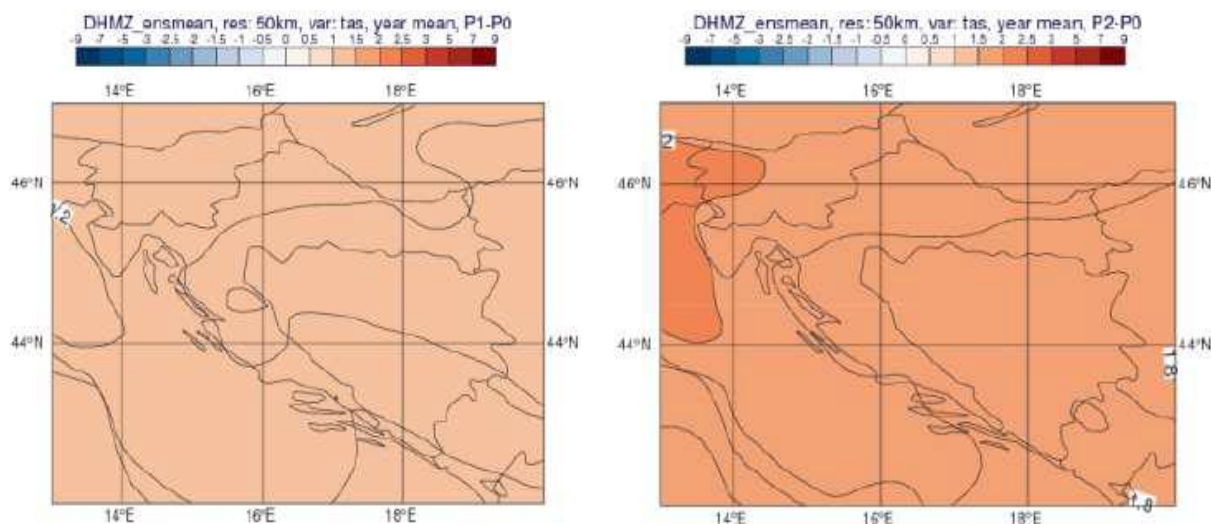 DHMZ_ensmean, res: 50km, var: tas, year mean, P1-P0
-9 -7 -5 -3 -2.5 -2 -1.5 -1 -0.5 0 0.5 1 1.5 2 2.5 3 5 7 9
14°E 16°E 18°E
46°N
44°N
14°E 16°E 18°E
DHMZ_ensmean, res: 50km, var: tas, year mean, P2-P0
-9 -7 -5 -3 -2.5 -2 -1.5 -1 -0.5 0 0.5 1 1.5 2 2.5 3 5 7 9
14°E 16°E 18°E
2
46°N 46°N
44°N 44°N
1.8
1.8
14°E 16°E 18°E